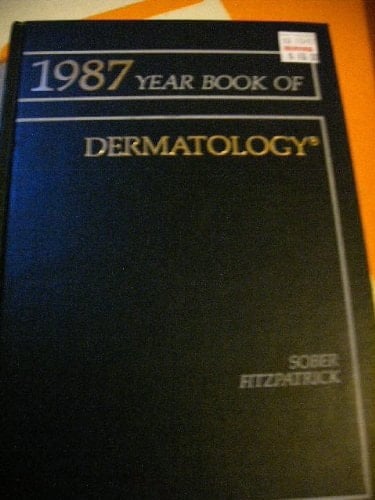 1987 YEAR BOOK OF
DERMATOLOGY®
SOBER
FITZPATRICK